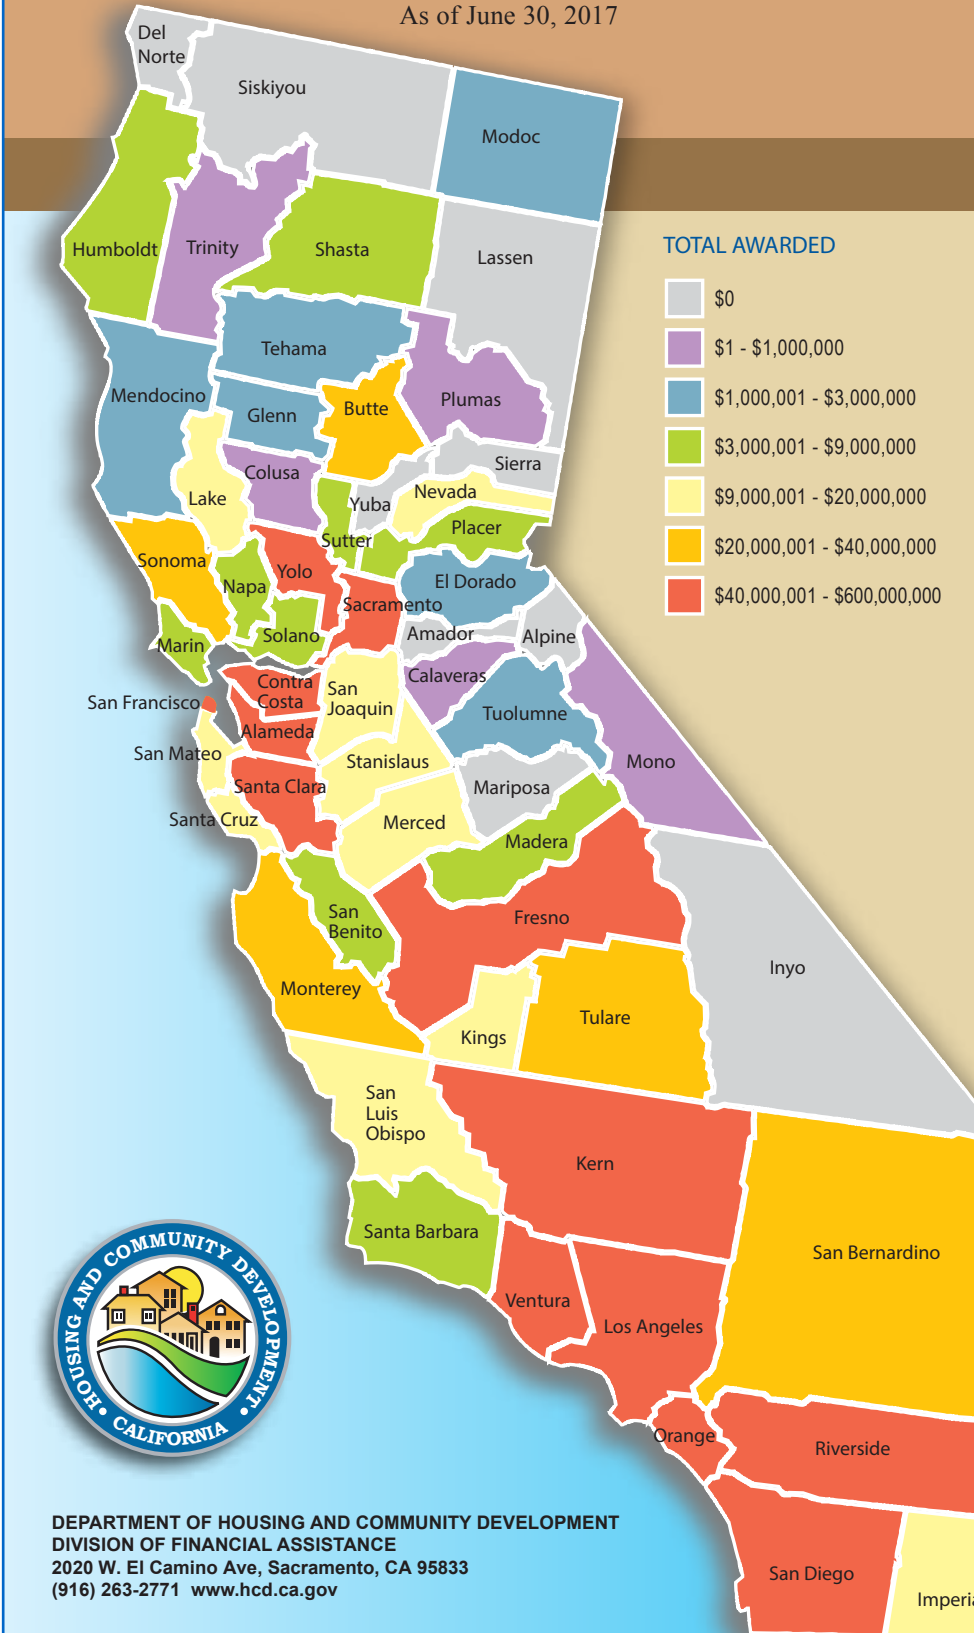 As of June 30, 2017
Del
Norte
Siskiyou
Modoc
Humboldt
Trinity
Shasta
Lassen
TOTAL AWARDED
$0
$1 - $1,000,000
$1,000,001 - $3,000,000
$3,000,001 - $9,000,000
$9,000,001 - $20,000,000
$20,000,001 - $40,000,000
$40,000,001 - $600,000,000
Tehama
Mendocino
Glenn
Butte
Plumas
Colusa
Sierra
Lake
Yuba
Nevada
Sutter
Placer
Sonoma
Napa
Yolo
El Dorado
Sacramento
Marin
Solano
Amador
Alpine
Contra
Costa
San
Joaquin
Calaveras
San Francisco
Alameda
Tuolumne
San Mateo
Stanislaus
Mono
Santa Clara
Mariposa
Santa Cruz
Merced
Madera
San
Benito
Fresno
Inyo
Monterey
Kings
Tulare
San
Luis
Obispo
Kern
Santa Barbara
San Bernardino
Ventura
Los Angeles
Orange
Riverside
San Diego
Imperia
HOUSING AND COMMUNITY DEVELOPMENT
• CALIFORNIA •
DEPARTMENT OF HOUSING AND COMMUNITY DEVELOPMENT
DIVISION OF FINANCIAL ASSISTANCE
2020 W. El Camino Ave, Sacramento, CA 95833
(916) 263-2771 www.hcd.ca.gov